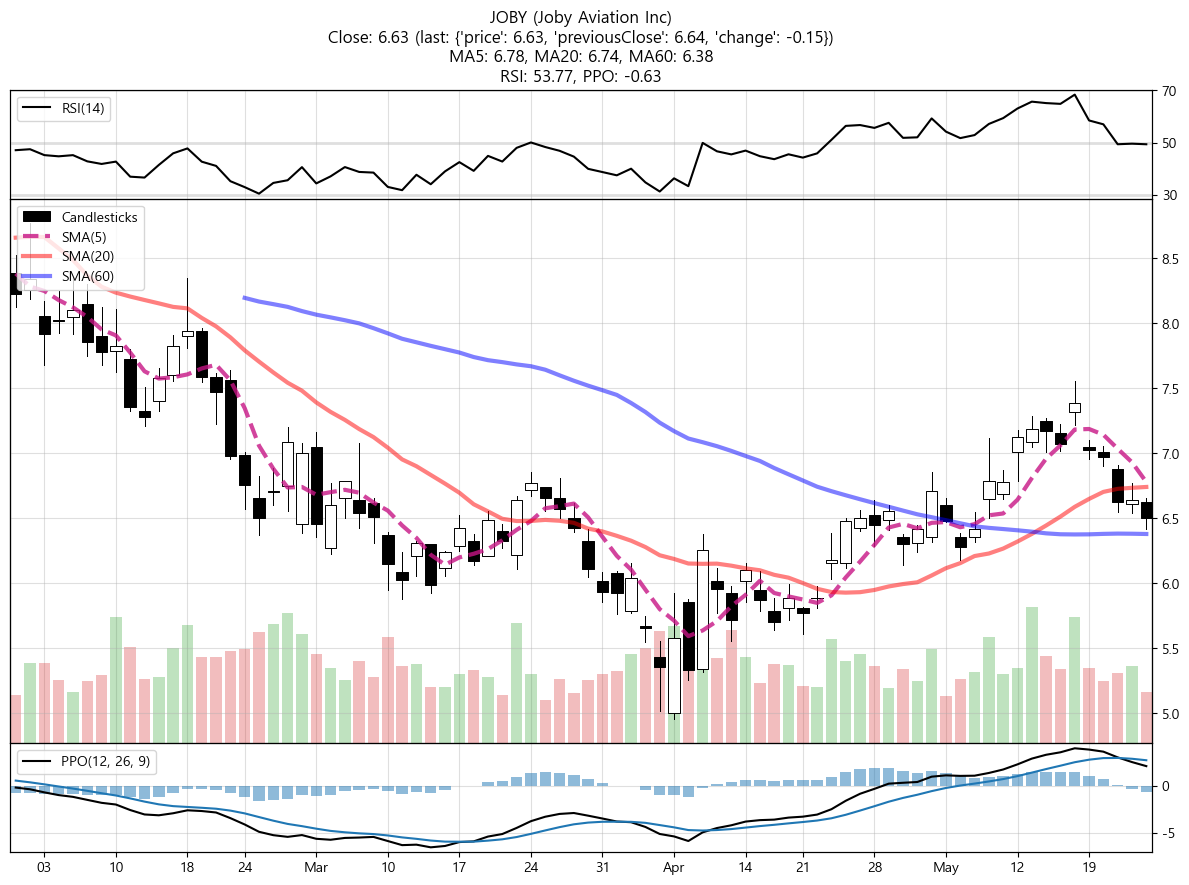 JOBY (Joby Aviation Inc)
Close: 6.63 (last: {'price': 6.63, 'previousClose': 6.64, 'change': -0.15})
MA5: 6.78, MA20: 6.74, MA60: 6.38
RSI: 53.77, PPO: -0.63
RSI(14)
70
50
30
Candlesticks
SMA(5)
SMA(20)
SMA(60)
8.5
8.0
7.5
7.0
6.5
6.0
5.5
5.0
PPO(12, 26, 9)
0
-5
03 10 18 24 Mar 10 17 24 31 Apr 14 21 28 May 12 19